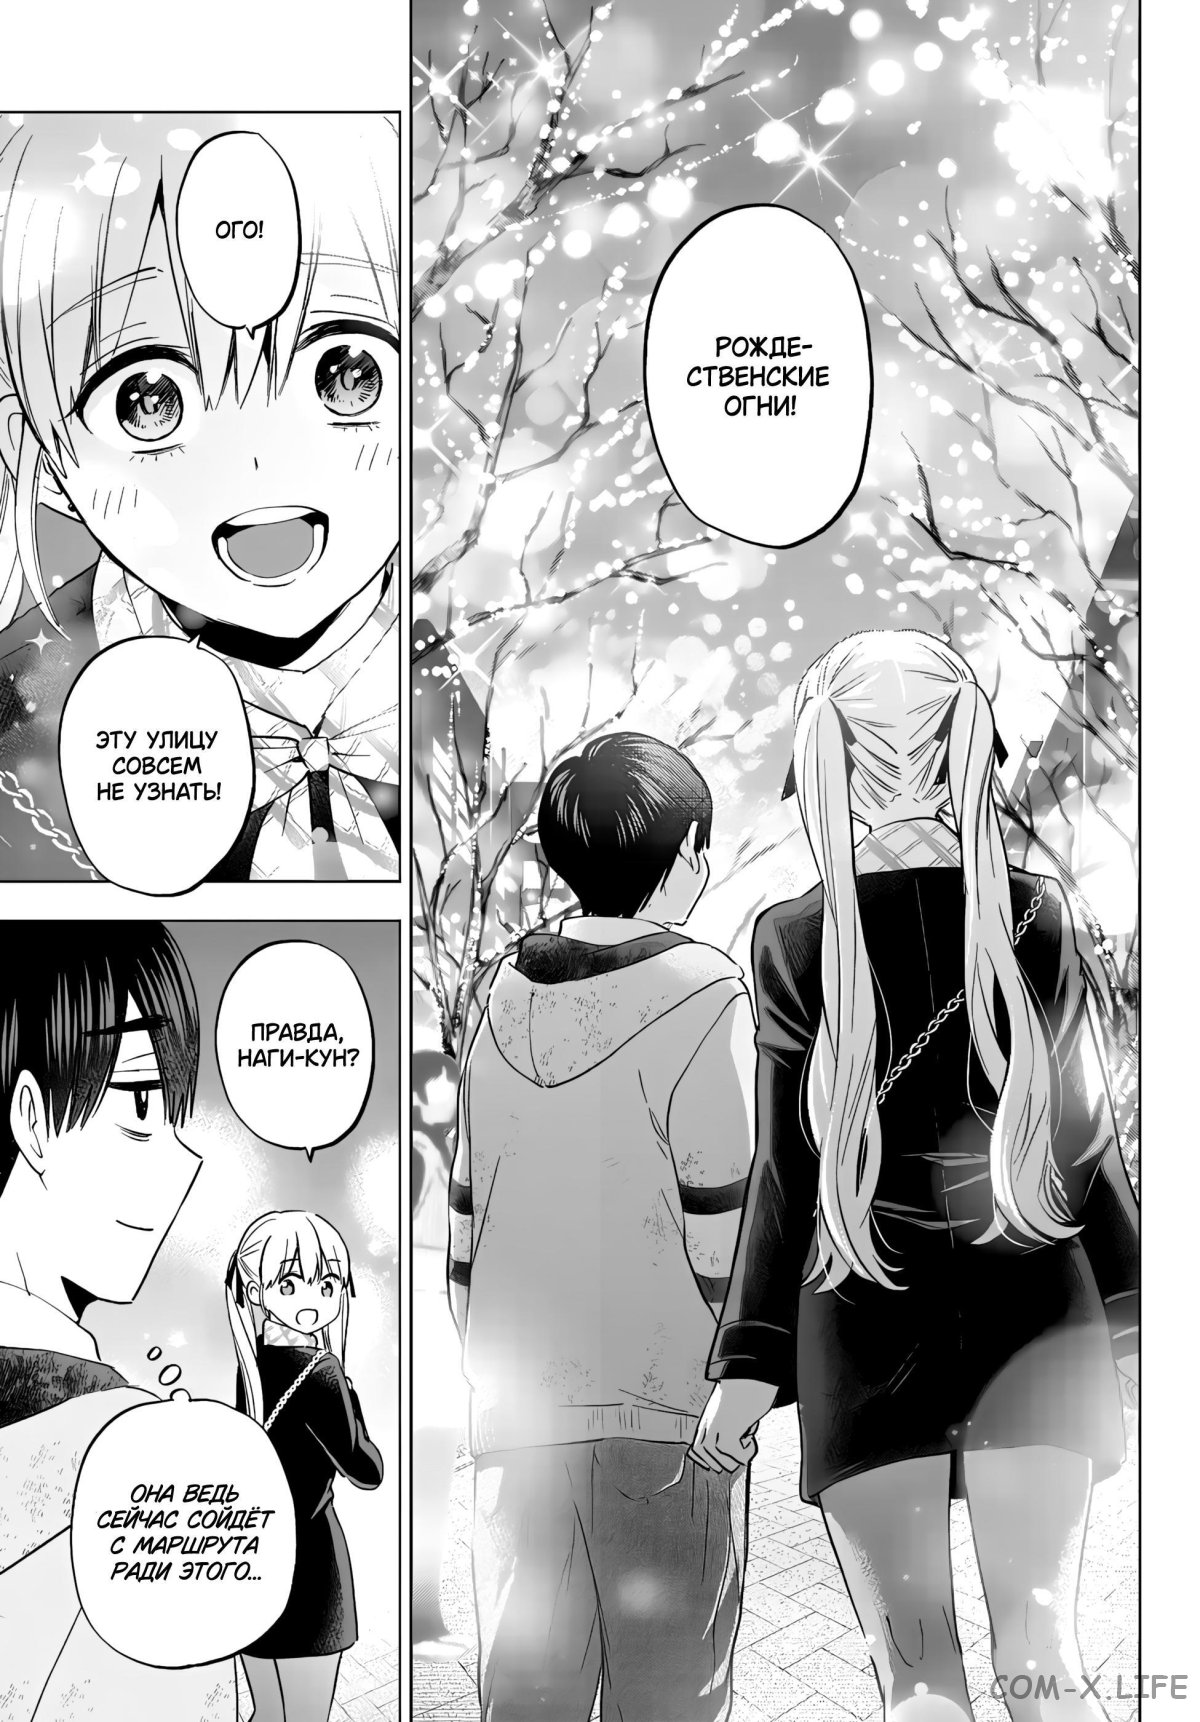 РОЖДЕ-
СТВЕНСКИЕ
ОГНИ!
ОГО!
ЭТУ УЛИЦУ
СОВСЕМ
НЕ УЗНАТЬ!
ПРАВДА,
НАГИ-КУН?
ОНА ВЕДЬ
СЕЙЧАС СОЙДЁТ
С МАРШРУТА
РАДИ ЭТОГО...
COM-X.LIFE